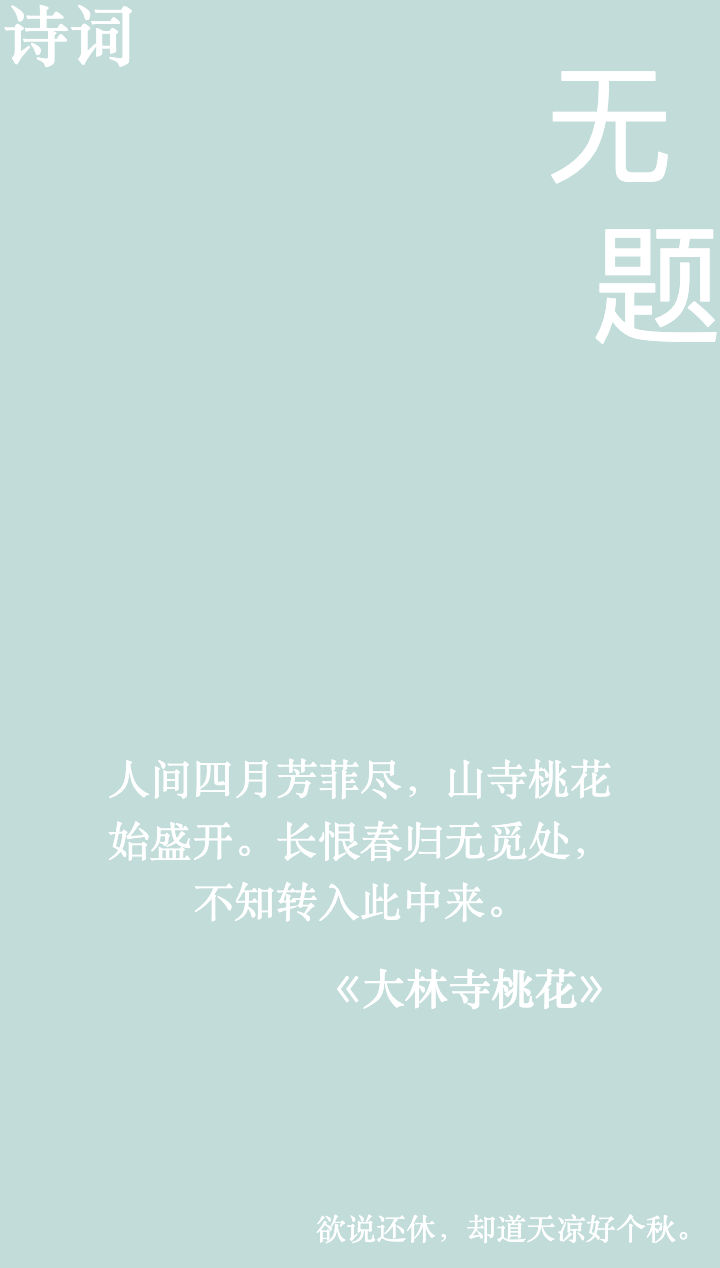 诗词
无
题
人间四月芳菲尽，山寺桃花
始盛开。长恨春归无觅处，
不知转入此中来。
《大林寺桃花》
欲说还休，却道天凉好个秋。